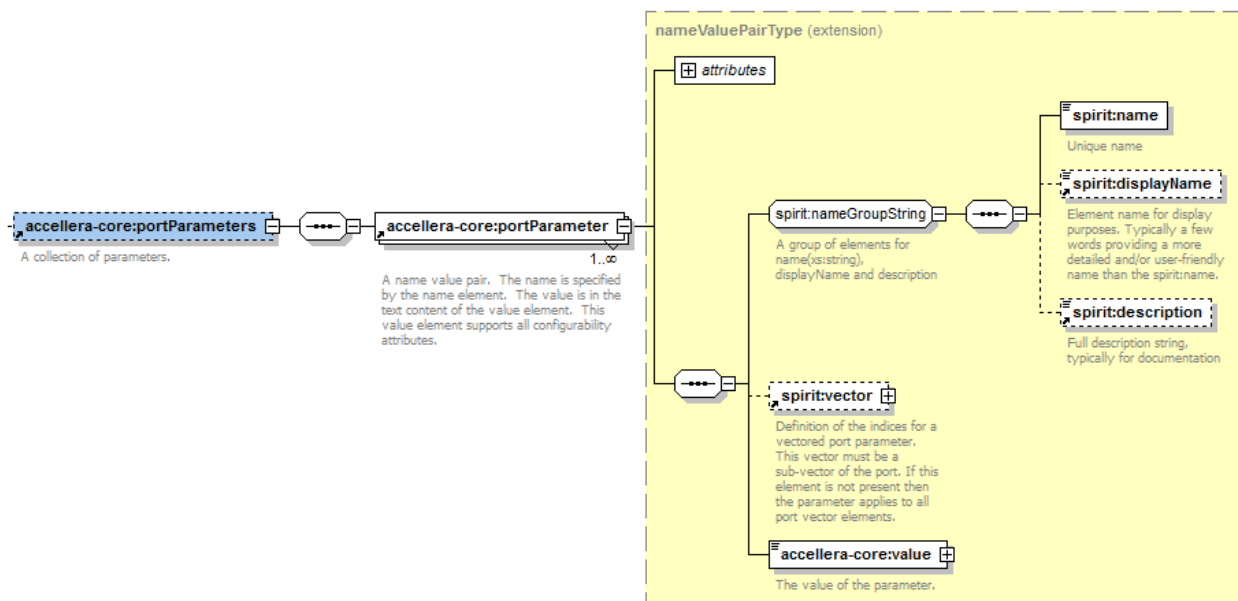 nameValuePairType (extension)
attributes
spirit:name
Unique name
spirit:displayName
Element name for display
purposes. Typically a few
words providing a more
detailed and/or user-friendly
name than the spirit:name.
spirit:description
Full description string,
typically for documentation
spirit:nameGroupString
A group of elements for
name(xs:string),
displayName and description
accellera-core:portParameters
A collection of parameters.
accellera-core:portParameter
1..∞
A name value pair. The name is specified
by the name element. The value is in the
text content of the value element. This
value element supports all configurability
attributes.
spirit:vector
Definition of the indices for a
vectored port parameter.
This vector must be a
sub-vector of the port. If this
element is not present then
the parameter applies to all
port vector elements.
accellera-core:value
The value of the parameter.